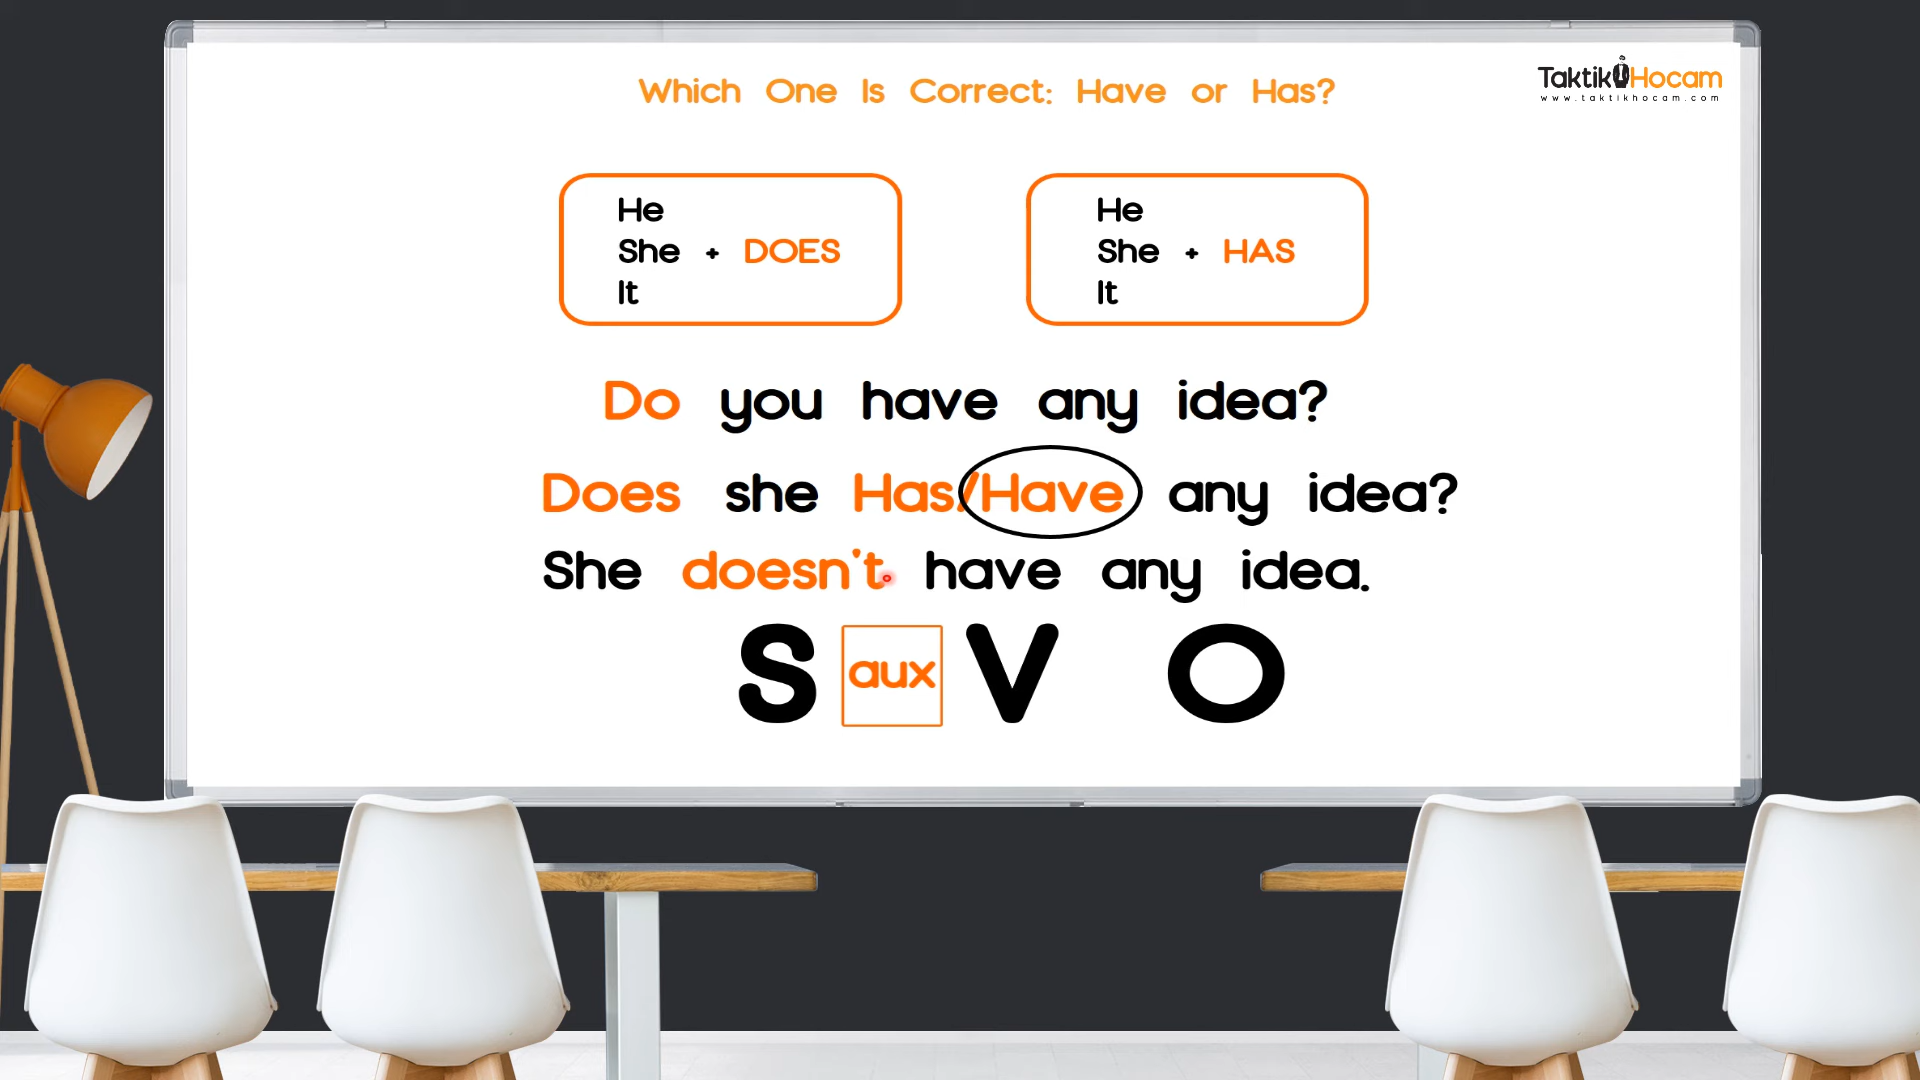 Which One Is Correct: Have or Has?
TaktikHocam
www.taktikhocam.com
He
She + DOES
It
He
She + HAS
It
Do you have any idea?
Does she Has/Have any idea?
She doesn't have any idea.
S aux V O